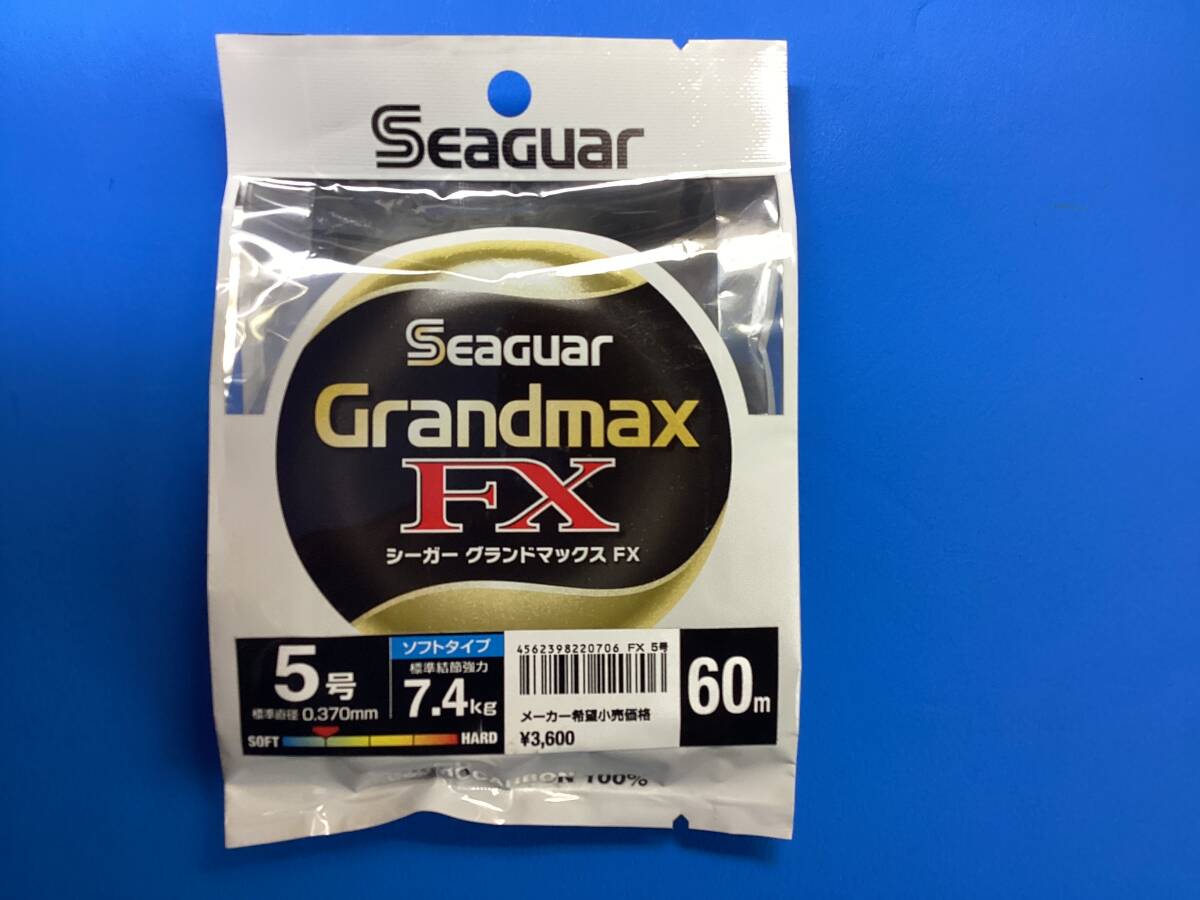 Seaguar
Seaguar
Grandmax
FX
シーガー グランドマックス FX
5号
標準直径 0.370mm
SOFT HARD
ソフトタイプ
標準結節強力
7.4kg
4562398220706 FX 5号
メーカー希望小売価格
¥3,600
60m
CARBON 100%